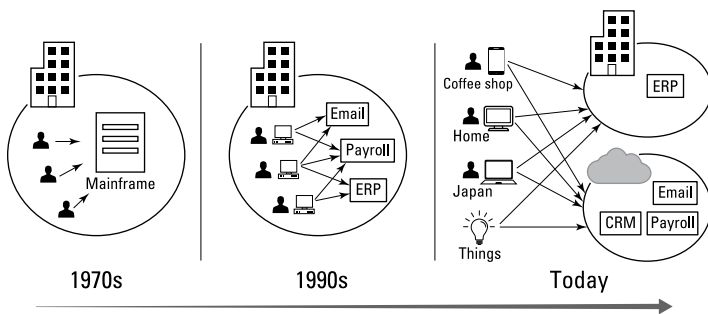 Mainframe
1970s
Email
Payroll
ERP
1990s
Coffee shop
Home
Japan
Things
ERP
Email
CRM
Payroll
Today